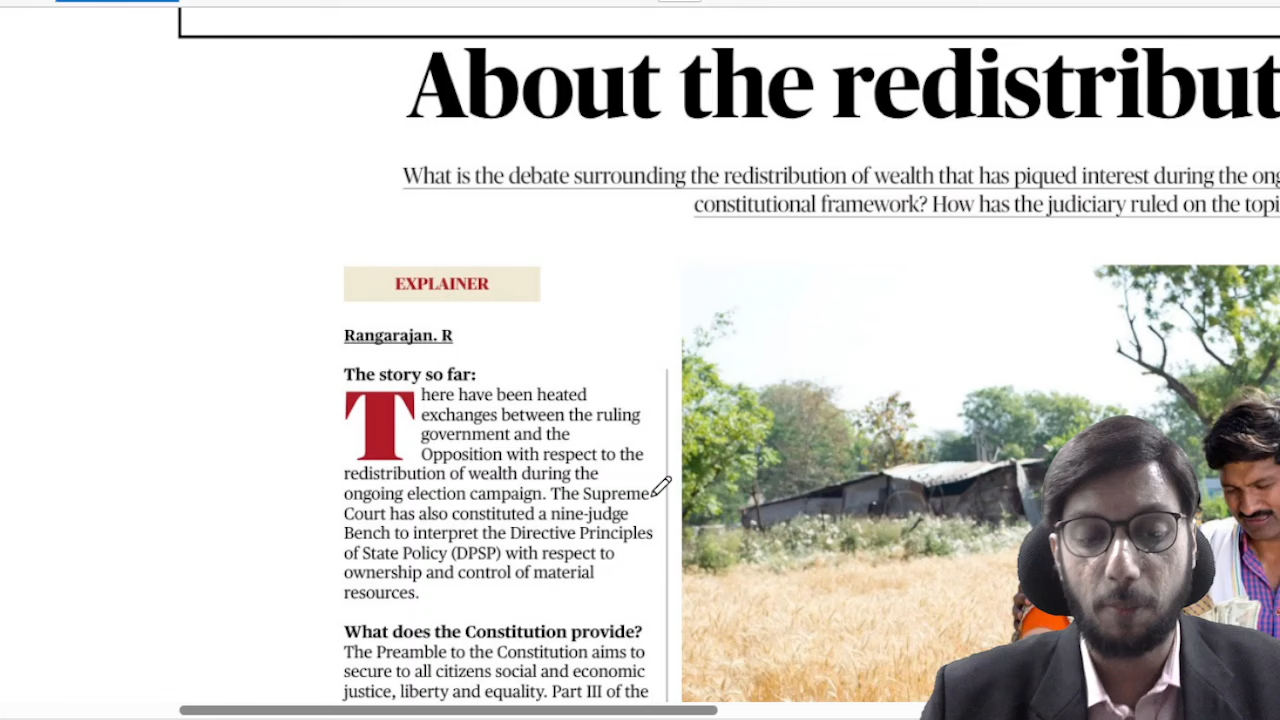 About the redistribut
What is the debate surrounding the redistribution of wealth that has piqued interest during the ong
constitutional framework? How has the judiciary ruled on the topi
EXPLAINER
Rangarajan. R
The story so far:
There have been heated
exchanges between the ruling
government and the
Opposition with respect to the
redistribution of wealth during the
ongoing election campaign. The Supreme
Court has also constituted a nine-judge
Bench to interpret the Directive Principles
of State Policy (DPSP) with respect to
ownership and control of material
resources.
What does the Constitution provide?
The Preamble to the Constitution aims to
secure to all citizens social and economic
justice, liberty and equality. Part III of the